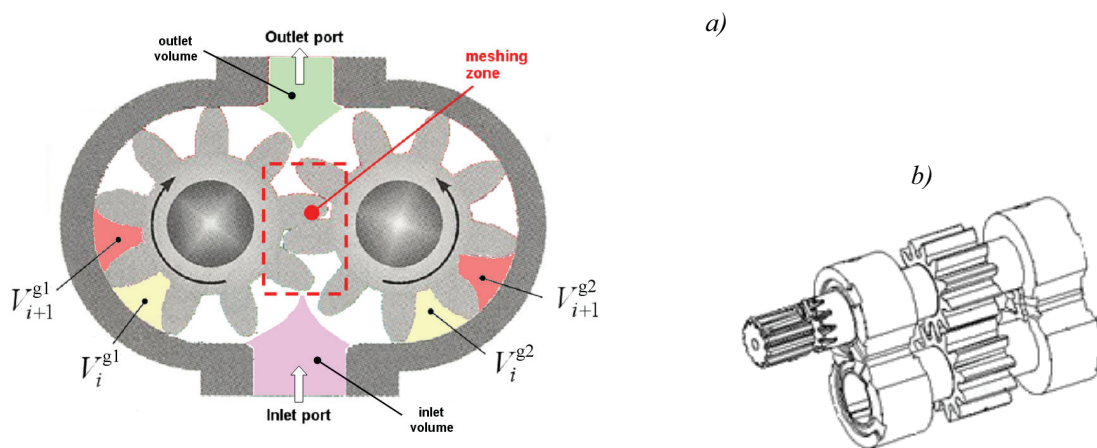 outlet
volume
Outlet port
meshing
zone
a)
b)
V_{i+1}^{g1}
V_{i+1}^{g2}
V_i^{g1}
V_i^{g2}
Inlet port
inlet
volume